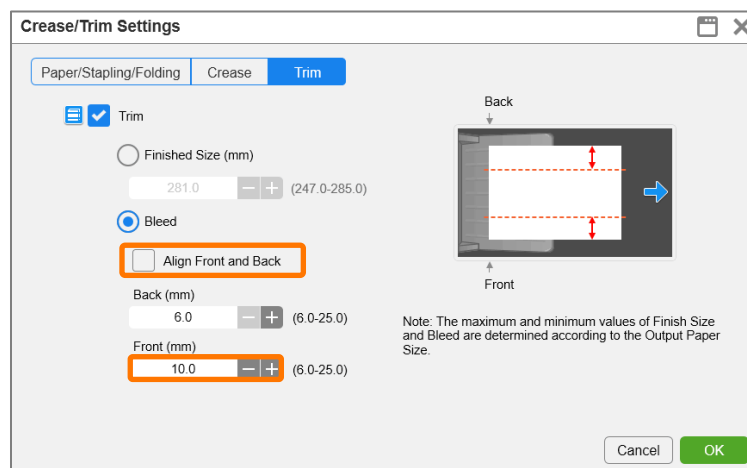 Crease/Trim Settings
Paper/Stapling/Folding Crease Trim
Trim
Finished Size (mm)
281.0 (247.0-285.0)
Bleed
Align Front and Back
Back (mm)
6.0 (6.0-25.0)
Front (mm)
10.0 (6.0-25.0)
Back
Front
Note: The maximum and minimum values of Finish Size
and Bleed are determined according to the Output Paper
Size.
Cancel OK